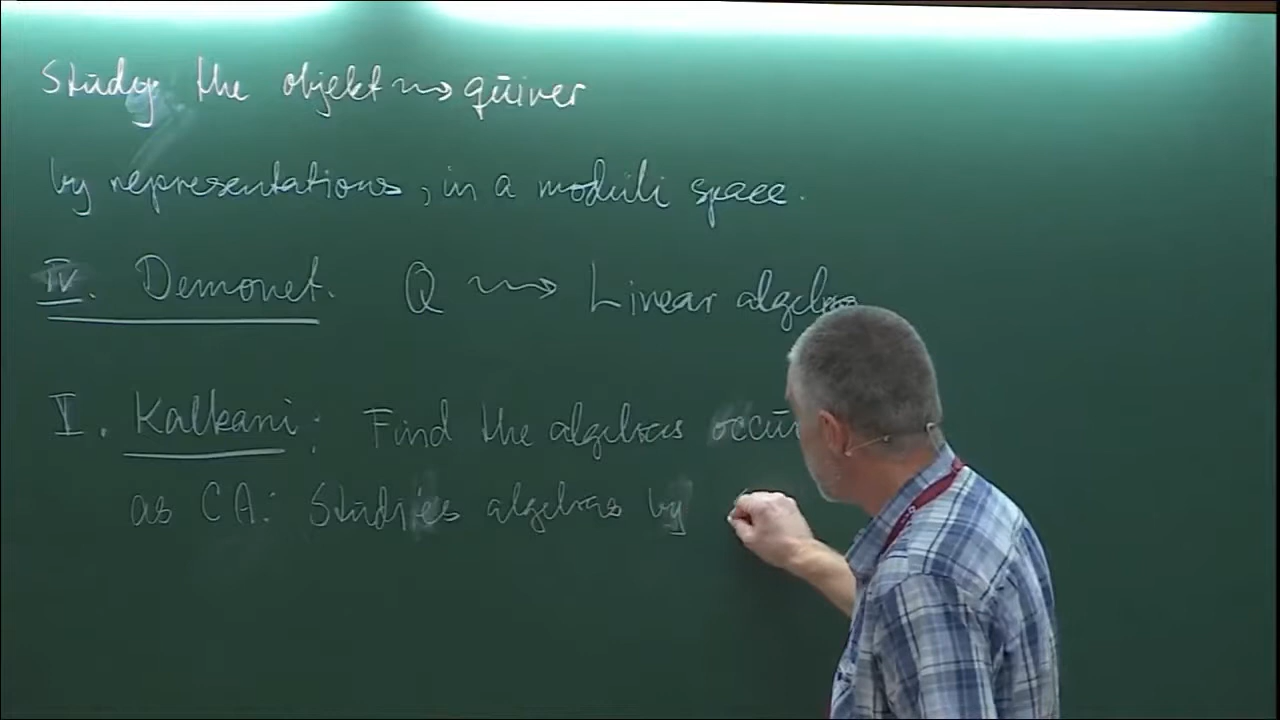 Study the objekt ⇝ quiver
by representations, in a moduli space.
IV. Demonet. Q ⇝ Linear algebra
V. Kalkani: Find the algebras occu
as CA: Studies algebras by